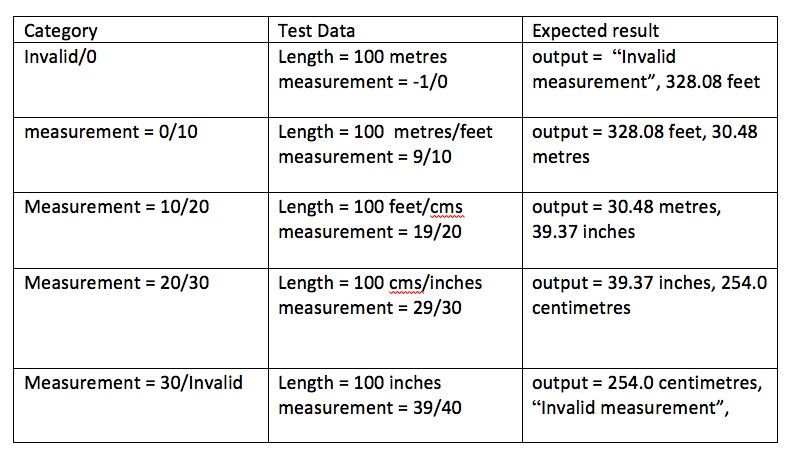 Category Test Data Expected result
Invalid/0 Length = 100 metres output = “Invalid
measurement = -1/0 measurement”, 328.08 feet
measurement = 0/10 Length = 100 metres/feet output = 328.08 feet, 30.48
measurement = 9/10 metres
Measurement = 10/20 Length = 100 feet/cms output = 30.48 metres,
measurement = 19/20 39.37 inches
Measurement = 20/30 Length = 100 cms/inches output = 39.37 inches, 254.0
measurement = 29/30 centimetres
Measurement = 30/Invalid Length = 100 inches output = 254.0 centimetres,
measurement = 39/40 “Invalid measurement”,